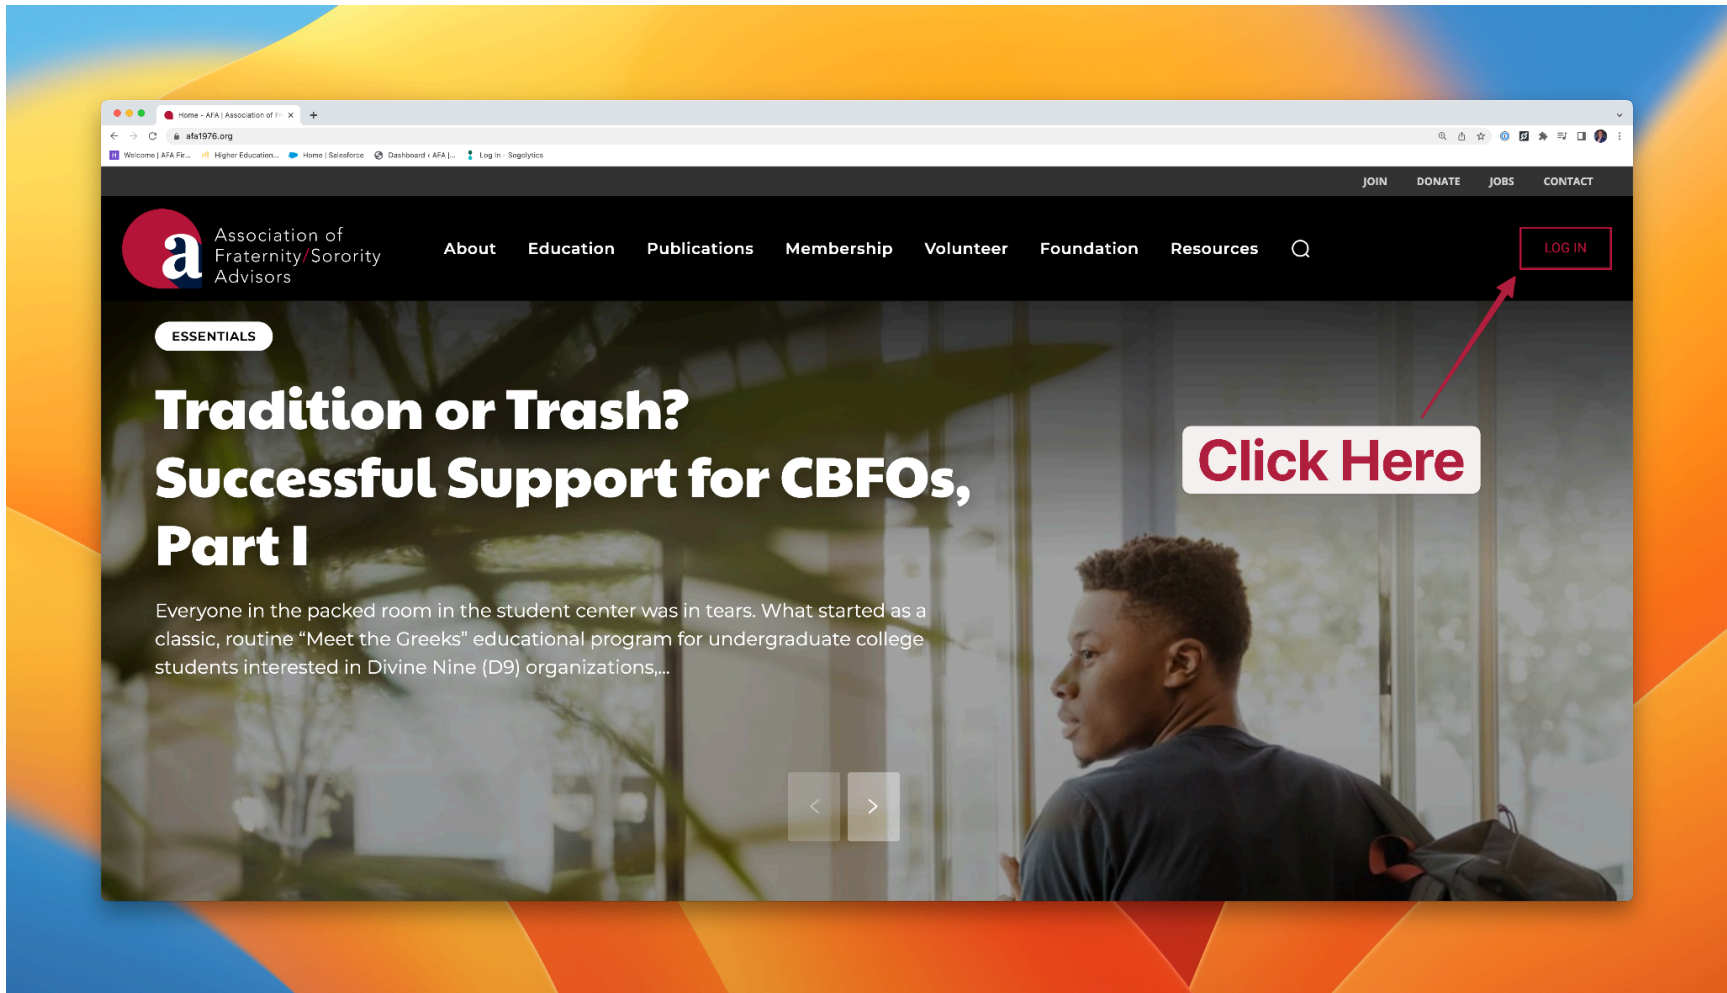 Home - AFA | Association of Fr
afa1976.org
Welcome | AFA Fir...
Higher Education...
Home | Salesforce
Dashboard ‹ AFA |...
Log In - Segolytics
JOIN
DONATE
JOBS
CONTACT
a
Association of
Fraternity/Sorority
Advisors
About
Education
Publications
Membership
Volunteer
Foundation
Resources
LOG IN
ESSENTIALS
Tradition or Trash?
Successful Support for CBFOs,
Part I
Click Here
Everyone in the packed room in the student center was in tears. What started as a
classic, routine “Meet the Greeks” educational program for undergraduate college
students interested in Divine Nine (D9) organizations,...